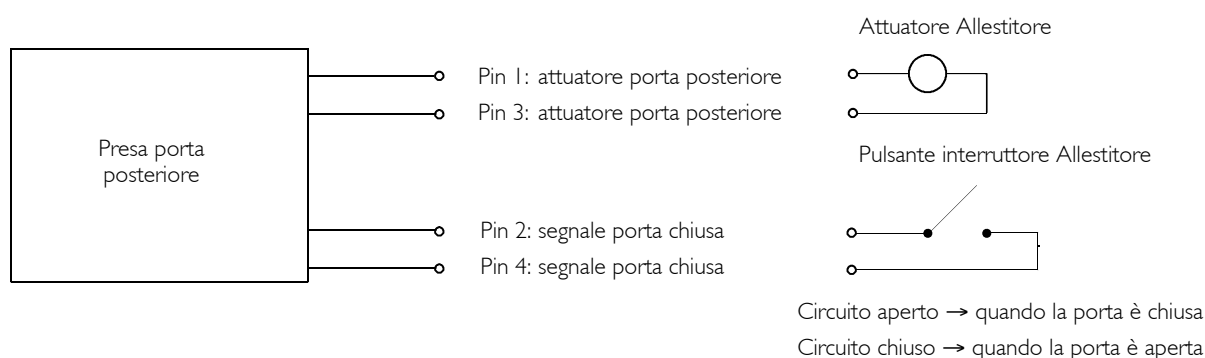 Attuatore Allestitore
Pin 1: attuatore porta posteriore
Pin 3: attuatore porta posteriore
Presa porta
posteriore
Pulsante interruttore Allestitore
Pin 2: segnale porta chiusa
Pin 4: segnale porta chiusa
Circuito aperto → quando la porta è chiusa
Circuito chiuso → quando la porta è aperta